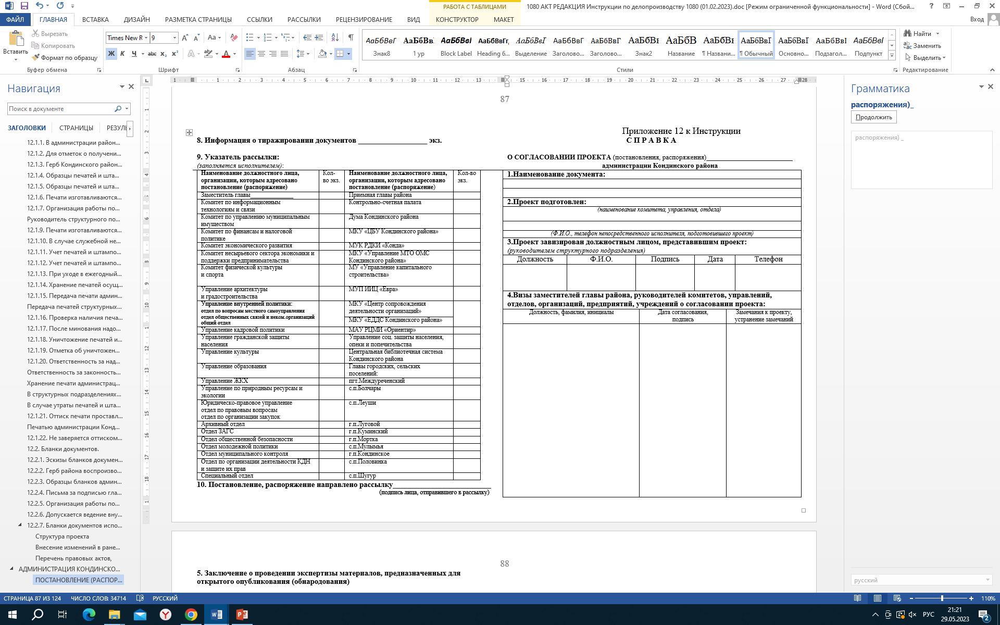 1080 АКТ РЕДАКЦИЯ Инструкции по делопроизводству 1080 (01.02.2023).doc [Режим ограниченной функциональности] - Word (Сбой...
РАБОТА С ТАБЛИЦАМИ
ФАЙЛ ГЛАВНАЯ ВСТАВКА ДИЗАЙН РАЗМЕТКА СТРАНИЦЫ ССЫЛКИ РАССЫЛКИ РЕЦЕНЗИРОВАНИЕ ВИД КОНСТРУКТОР МАКЕТ Вход
Вставить
Вырезать
Копировать
Формат по образцу
Буфер обмена
Times New R 9
Шрифт
Абзац
Знак8 1 ур Block Label Heading 6... Выделение Заголово... Заголово... Знак2 Название ¶ Названи... ¶ Обычный Основно... Подзагол... Подпункт
Стили
Найти
Заменить
Выделить
Редактирование
Навигация
Поиск в документе
ЗАГОЛОВКИ СТРАНИЦЫ РЕЗУЛЬ
12.1.1. В администрации район...
12.1.2. Для отметок о получени...
12.1.3. Герб Кондинского район...
12.1.4. Образцы печатей и шта...
12.1.5. Образцы печатей и шта...
12.1.6. Печати изготавливаются...
12.1.7. Организация работы по...
Руководитель структурного по...
12.1.9. Печати изготавливаются...
12.1.10. В случае служебной не...
12.1.11. Учет печатей и штампо...
12.1.12. Учет печатей и штампо...
12.1.13. При уходе в ежегодный...
12.1.14. Хранение печатей осущ...
12.1.15. Передача печати админ...
Передача печатей структурных...
12.1.16. Проверка наличия печа...
12.1.17. После минования надо...
12.1.18. Уничтожение печатей и...
12.1.19. Отметка об уничтожен...
12.1.20. Ответственность за над...
Ответственность за законность...
Хранение печати администрац...
В структурных подразделениях...
В случае утраты печатей и шта...
12.1.21. Оттиск печати проставл...
Печатью администрации Конд...
12.1.22. Не заверяется оттиском...
12.2. Бланки документов.
12.2.1. Эскизы бланков докумен...
12.2.2. Герб района воспроизво...
12.2.3. Образцы бланков админ...
12.2.4. Письма за подписью гла...
12.2.5. Организация работы по...
12.2.6. Допускается ведение вну...
12.2.7. Бланки документов испо...
Структура проекта
Внесение изменений в ране...
Перечень правовых актов,
АДМИНИСТРАЦИЯ КОНДИНСКО...
ПОСТАНОВЛЕНИЕ (РАСПОР...
87
8. Информация о тиражировании документов ___________________ экз.
9. Указатель рассылки:
(заполняется исполнителем):
Наименование должностного лица, организации, которым адресовано постановление (распоряжение) Кол-во экз. Наименование должностного лица, организации, которым адресовано постановление (распоряжение) Кол-во экз.
Заместитель главы______________ Приемная главы района
Комитет по информационным технологиям и связи Контрольно-счетная палата
Комитет по управлению муниципальным имуществом Дума Кондинского района
Комитет по финансам и налоговой политике МКУ «ЦБУ Кондинского района»
Комитет экономического развития МУК РДКИ «Конда»
Комитет несырьевого сектора экономики и поддержки предпринимательства МКУ «Управление МТО ОМС Кондинского района»
Комитет физической культуры и спорта МУ «Управление капитального строительства»
Управление архитектуры и градостроительства МУП ИИЦ «Евра»
Управление внутренней политики: МКУ «Центр сопровождения деятельности организаций»
отдел по вопросам местного самоуправления
отдел общественных связей и неком.организаций
общий отдел МКУ «ЕДДС Кондинского района»
Управление кадровой политики МАУ РЦМИ «Ориентир»
Управление гражданской защиты населения Управление соц. защиты населения, опеки и попечительства
Управление культуры Центральная библиотечная система Кондинского района
Управление образования Главы городских, сельских поселений:
Управление ЖКХ пгт.Междуреченский
Управление по природным ресурсам и экологии с.п.Болчары
Юридическо-правовое управление с.п.Леуши
отдел по правовым вопросам
отдел по организации закупок
Архивный отдел г.п.Луговой
Отдел ЗАГС г.п.Куминский
Отдел общественной безопасности г.п.Мортка
Отдел молодежной политики с.п.Мулымья
Отдел муниципального контроля г.п.Кондинское
Отдел по организации деятельности КДН и защите их прав с.п.Половинка
Специальный отдел с.п.Шугур
10. Постановление, распоряжение направлено рассылку___________________________
(подпись лица, отправившего в рассылку)
Приложение 12 к Инструкции
С П Р А В К А
О СОГЛАСОВАНИИ ПРОЕКТА (постановления, распоряжения)_________________________
администрации Кондинского района
1.Наименование документа:
2.Проект подготовлен:
(наименование комитета, управления, отдела)
(Ф.И.О., телефон непосредственного исполнителя, подготовившего проект)
3.Проект завизирован должностным лицом, представившим проект:
(руководителем структурного подразделения)
Должность Ф.И.О. Подпись Дата Телефон
4.Визы заместителей главы района, руководителей комитетов, управлений,
отделов, организаций, предприятий, учреждений о согласовании проекта:
Должность, фамилия, инициалы Дата согласования, подпись Замечания к проекту, устранение замечаний
88
5. Заключение о проведении экспертизы материалов, предназначенных для
открытого опубликования (обнародования)
Грамматика
распоряжения)_
Продолжить
распоряжения) _
русский
СТРАНИЦА 87 ИЗ 124 ЧИСЛО СЛОВ: 34714 РУССКИЙ 110%
РУС
21:21
29.05.2023
2